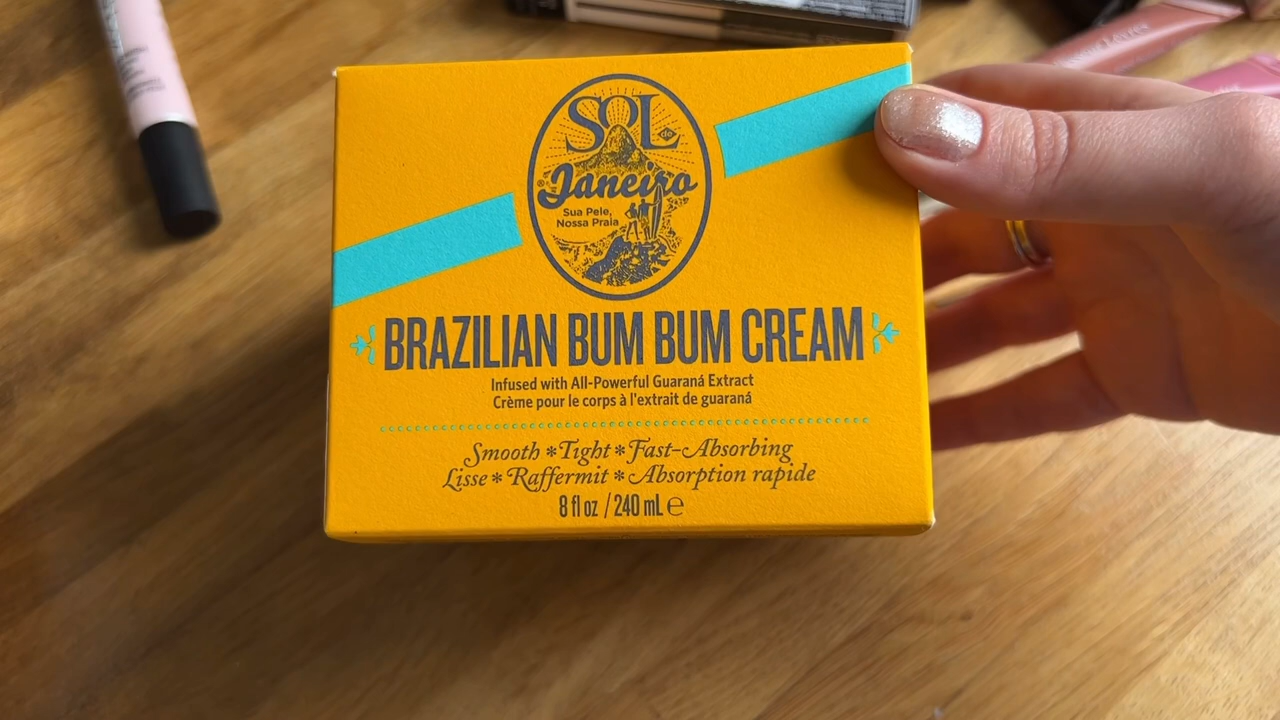 SOL
de
Janeiro
®
Sua Pele,
Nossa Praia
BRAZILIAN BUM BUM CREAM
Infused with All-Powerful Guaraná Extract
Crème pour le corps à l'extrait de guaraná
Smooth * Tight * Fast-Absorbing
Lisse * Raffermit * Absorption rapide
8 fl oz / 240 mL ℮